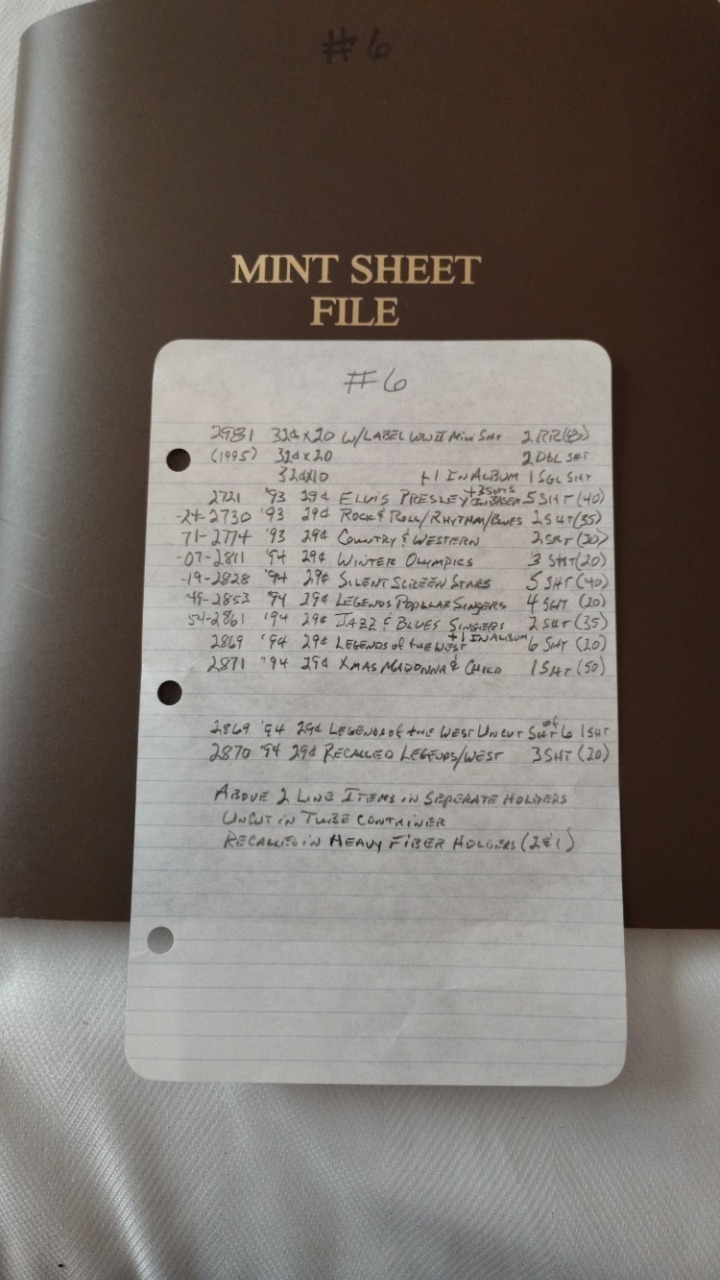 #6
MINT SHEET
FILE
#6
2981 32¢ x 20 W/LABEL WW II Mini SHT 2 RR(8)
(1995) 32¢ x 20 2 DBL SHT
32¢ x 10 +1 IN ALBUM 1 SGL SHT
2721 '93 29¢ ELVIS PRESLEY +3 SHTS 5 SHT (40)
-24-2730 '93 29¢ ROCK & ROLL/RHYTHM/BLUES 2 SHT (35)
71-2774 '93 29¢ COUNTRY & WESTERN 2 SHT (20)
-07-2811 '94 29¢ WINTER OLYMPICS 3 SHT (20)
-19-2828 '94 29¢ SILENT SCREEN STARS 5 SHT (40)
49-2853 '94 29¢ LEGENDS POPULAR SINGERS 4 SHT (20)
54-2861 '94 29¢ JAZZ & BLUES SINGERS 2 SHT (35)
2869 '94 29¢ LEGENDS of the WEST +1 IN ALBUM 6 SHT (20)
2871 '94 29¢ XMAS MADONNA & CHILD 1 SHT (50)
2869 '94 29¢ LEGENDS of the WEST UNCUT SHT of 6 1 SHT
2870 '94 29¢ RECALLED LEGENDS/WEST 3 SHT (20)
ABOVE 2 LINE ITEMS IN SEPERATE HOLDERS
UNCUT IN TUBE CONTAINER
RECALLED IN HEAVY FIBER HOLDERS (2&1)